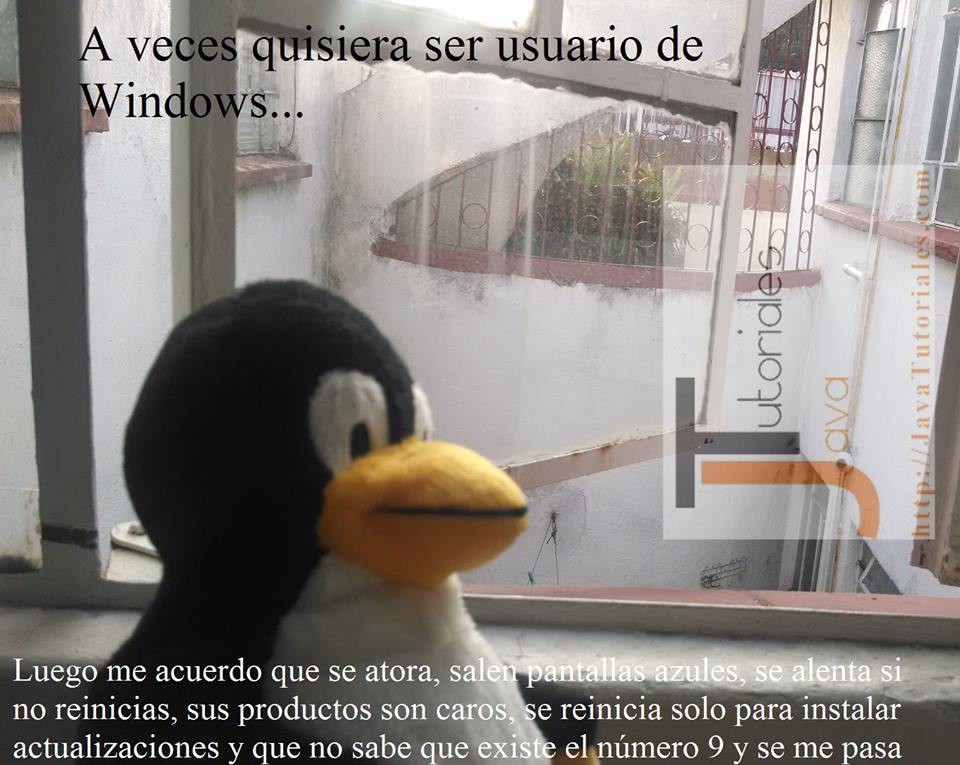 A veces quisiera ser usuario de
Windows...
Tutoriales
Java
http://JavaTutoriales.com
Luego me acuerdo que se atora, salen pantallas azules, se alenta si
no reinicias, sus productos son caros, se reinicia solo para instalar
actualizaciones y que no sabe que existe el número 9 y se me pasa